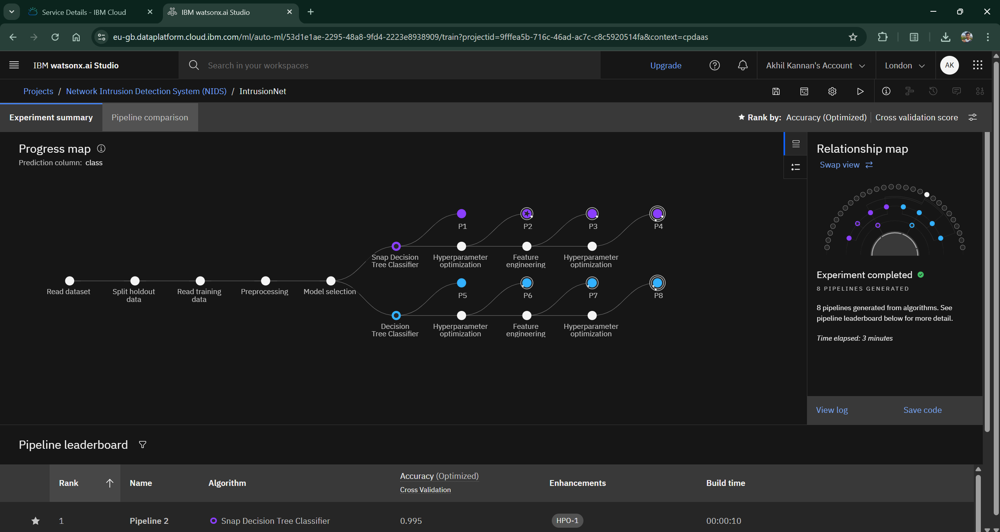 Service Details - IBM Cloud
IBM watsonx.ai Studio
eu-gb.dataplatform.cloud.ibm.com/ml/auto-ml/53d1e1ae-2295-48a8-9fd4-2223e8938909/train?projectid=9fffea5b-716c-46ad-ac7c-c8c5920514fa&context=cpdaas
IBM watsonx.ai Studio
Search in your workspaces
Upgrade
Akhil Kannan's Account
London
AK
Projects / Network Intrusion Detection System (NIDS) / IntrusionNet
Experiment summary
Pipeline comparison
Rank by: Accuracy (Optimized) | Cross validation score
Progress map
Prediction column: class
P1
P2
P3
P4
Snap Decision
Tree Classifier
Hyperparameter
optimization
Feature
engineering
Hyperparameter
optimization
Read dataset
Split holdout
data
Read training
data
Preprocessing
Model selection
P5
P6
P7
P8
Decision
Tree Classifier
Hyperparameter
optimization
Feature
engineering
Hyperparameter
optimization
Relationship map
Swap view
Experiment completed
8 PIPELINES GENERATED
8 pipelines generated from algorithms. See
pipeline leaderboard below for more detail.
Time elapsed: 3 minutes
View log
Save code
Pipeline leaderboard
Rank
Name
Algorithm
Accuracy (Optimized)
Cross Validation
Enhancements
Build time
1
Pipeline 2
Snap Decision Tree Classifier
0.995
HPO-1
00:00:10